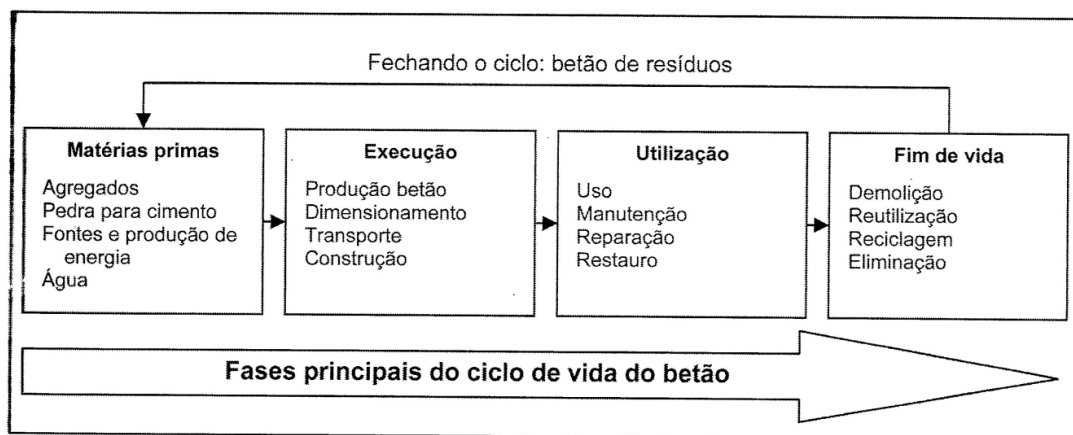 Fechando o ciclo: betão de resíduos
Matérias primas
Agregados
Pedra para cimento
Fontes e produção de
energia
Água
Execução
Produção betão
Dimensionamento
Transporte
Construção
Utilização
Uso
Manutenção
Reparação
Restauro
Fim de vida
Demolição
Reutilização
Reciclagem
Eliminação
Fases principais do ciclo de vida do betão